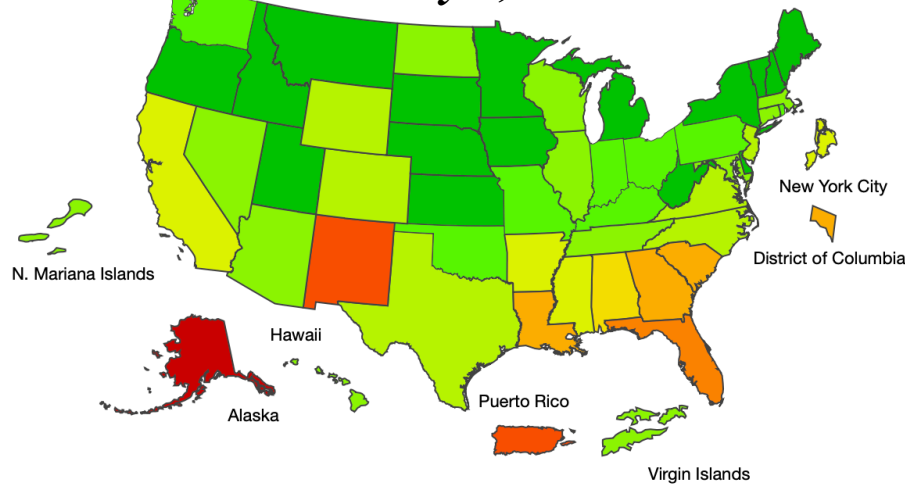 New York City
District of Columbia
N. Mariana Islands
Hawaii
Alaska
Puerto Rico
Virgin Islands